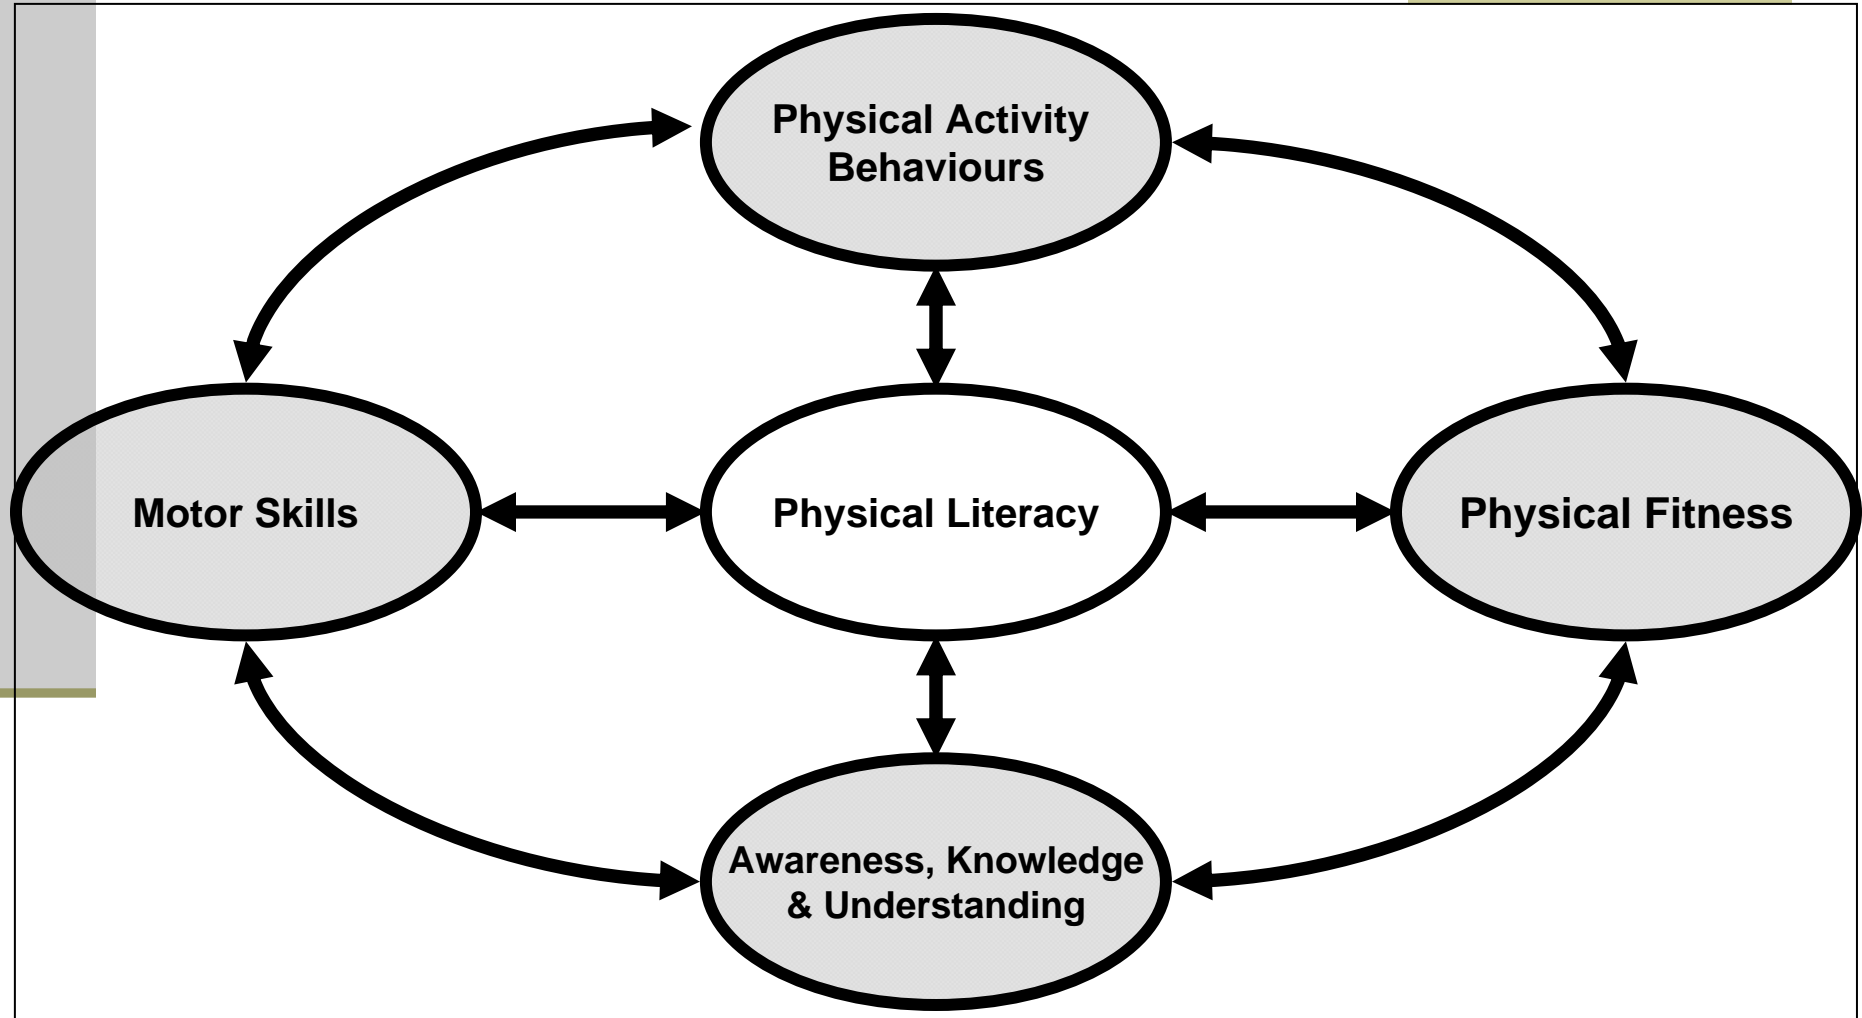 Physical Activity
Behaviours
Motor Skills
Physical Literacy
Physical Fitness
Awareness, Knowledge
& Understanding